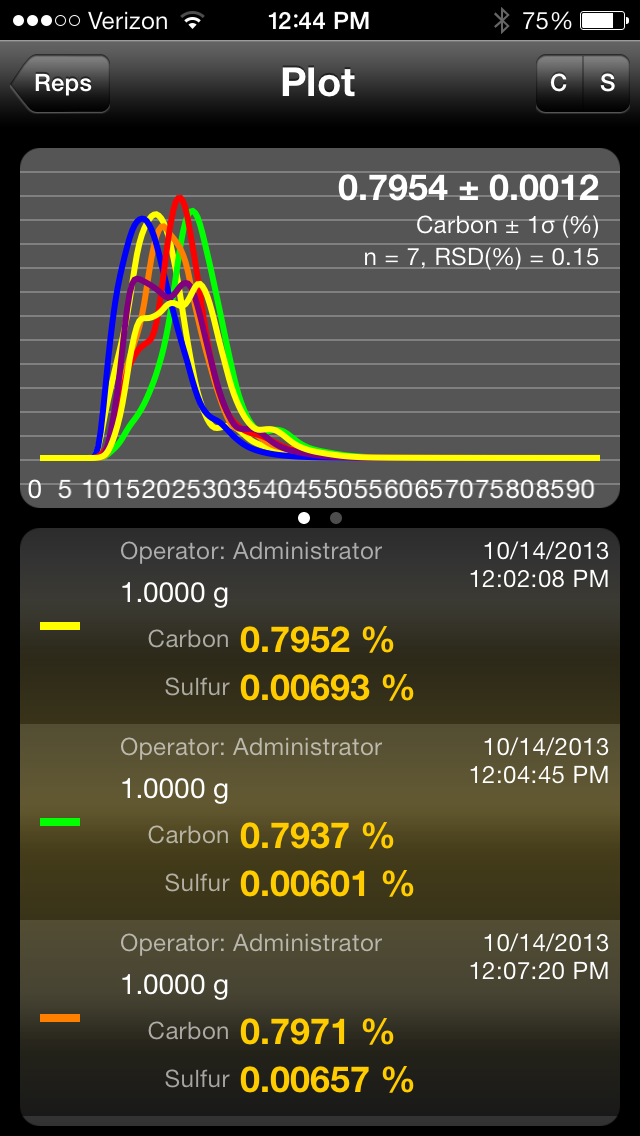 Verizon 12:44 PM 75%
Reps Plot C S
0.7954 ± 0.0012
Carbon ± 1σ (%)
n = 7, RSD(%) = 0.15
0 5 10 15 20 25 30 35 40 45 50 55 60 65 70 75 80 85 90
Operator: Administrator 10/14/2013
12:02:08 PM
1.0000 g
Carbon 0.7952 %
Sulfur 0.00693 %
Operator: Administrator 10/14/2013
12:04:45 PM
1.0000 g
Carbon 0.7937 %
Sulfur 0.00601 %
Operator: Administrator 10/14/2013
12:07:20 PM
1.0000 g
Carbon 0.7971 %
Sulfur 0.00657 %